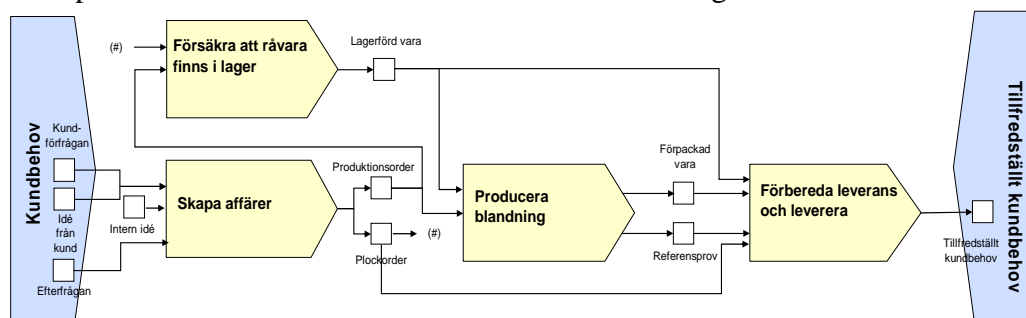 Kundbehov
Kund-
förfrågan
Idé
från
kund
Efterfrågan
Intern idé
(#)
Försäkra att råvara
finns i lager
Lagerförd vara
Skapa affärer
Produktionsorder
Plockorder
(#)
Producera
blandning
Förpackad
vara
Referensprov
Förbereda leverans
och leverera
Tillfredställt
kundbehov
Tillfredställt kundbehov